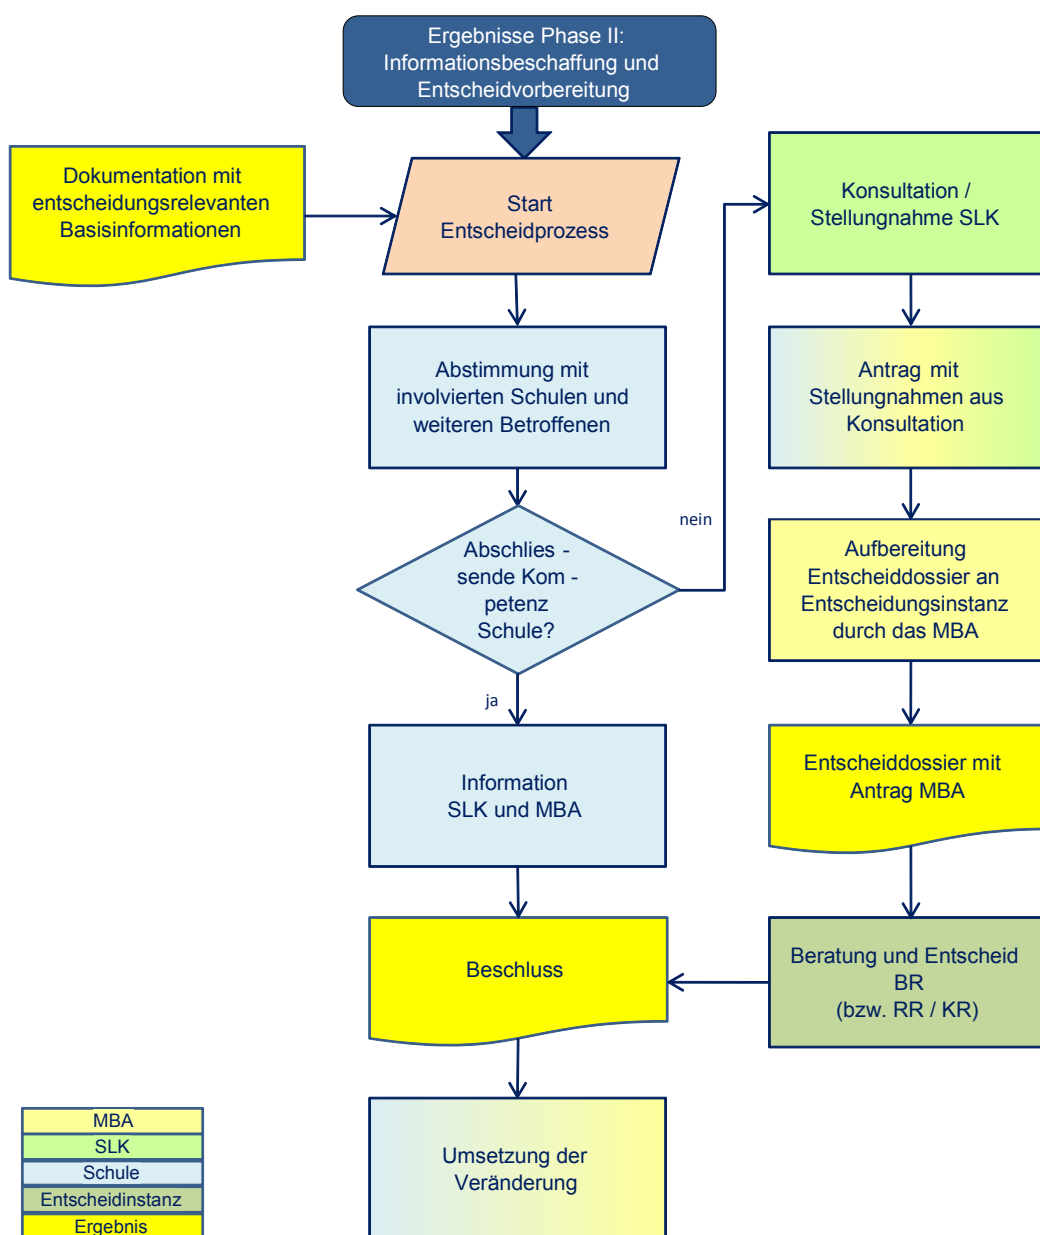 Ergebnisse Phase II:
Informationsbeschaffung und
Entscheidvorbereitung
Dokumentation mit
entscheidungsrelevanten
Basisinformationen
Start
Entscheidprozess
Konsultation /
Stellungnahme SLK
Abstimmung mit
involvierten Schulen und
weiteren Betroffenen
Antrag mit
Stellungnahmen aus
Konsultation
nein
Abschlies -
sende Kom -
petenz
Schule?
Aufbereitung
Entscheiddossier an
Entscheidungsinstanz
durch das MBA
ja
Information
SLK und MBA
Entscheiddossier mit
Antrag MBA
Beschluss
Beratung und Entscheid
BR
(bzw. RR / KR)
Umsetzung der
Veränderung
MBA
SLK
Schule
Entscheidinstanz
Ergebnis